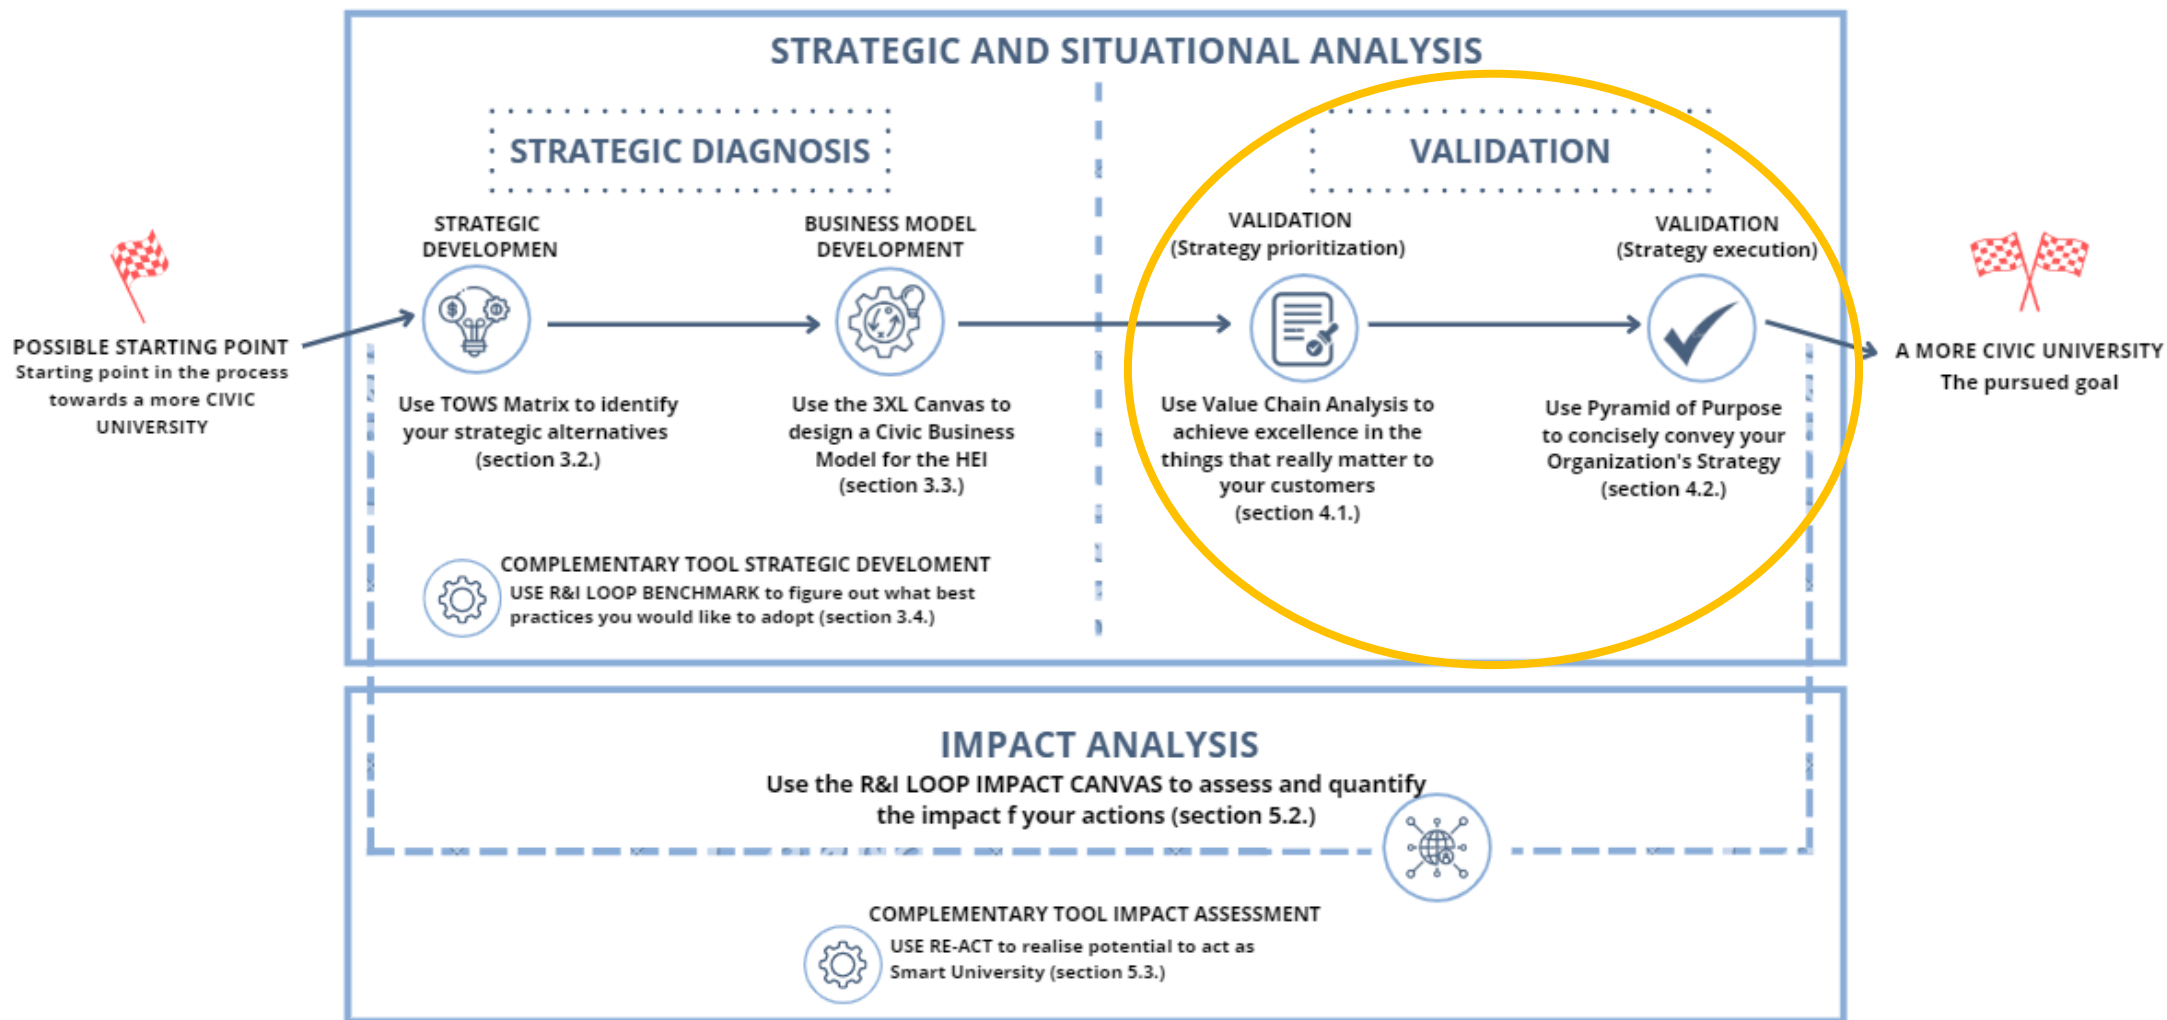 STRATEGIC AND SITUATIONAL ANALYSIS
STRATEGIC DIAGNOSIS
VALIDATION
POSSIBLE STARTING POINT
Starting point in the process
towards a more CIVIC
UNIVERSITY
STRATEGIC
DEVELOPMEN
Use TOWS Matrix to identify
your strategic alternatives
(section 3.2.)
BUSINESS MODEL
DEVELOPMENT
Use the 3XL Canvas to
design a Civic Business
Model for the HEI
(section 3.3.)
VALIDATION
(Strategy prioritization)
Use Value Chain Analysis to
achieve excellence in the
things that really matter to
your customers
(section 4.1.)
VALIDATION
(Strategy execution)
Use Pyramid of Purpose
to concisely convey your
Organization's Strategy
(section 4.2.)
A MORE CIVIC UNIVERSITY
The pursued goal
COMPLEMENTARY TOOL STRATEGIC DEVELOMENT
USE R&I LOOP BENCHMARK to figure out what best
practices you would like to adopt (section 3.4.)
IMPACT ANALYSIS
Use the R&I LOOP IMPACT CANVAS to assess and quantify
the impact f your actions (section 5.2.)
COMPLEMENTARY TOOL IMPACT ASSESSMENT
USE RE-ACT to realise potential to act as
Smart University (section 5.3.)